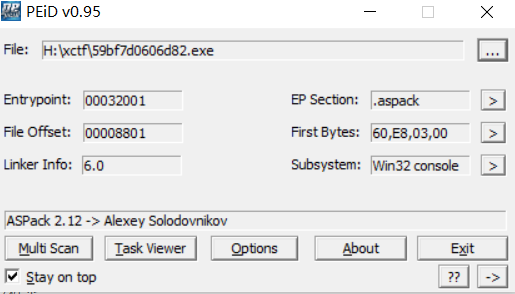 PEiD v0.95
File: H:\xctf\59bf7d0606d82.exe ...
Entrypoint: 00032001 EP Section: .aspack >
File Offset: 00008801 First Bytes: 60,E8,03,00 >
Linker Info: 6.0 Subsystem: Win32 console >
ASPack 2.12 -> Alexey Solodovnikov
Multi Scan Task Viewer Options About Exit
Stay on top ?? ->